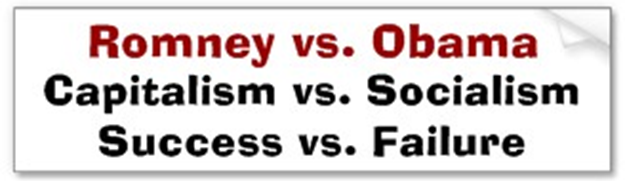 Romney vs. Obama
Capitalism vs. Socialism
Success vs. Failure